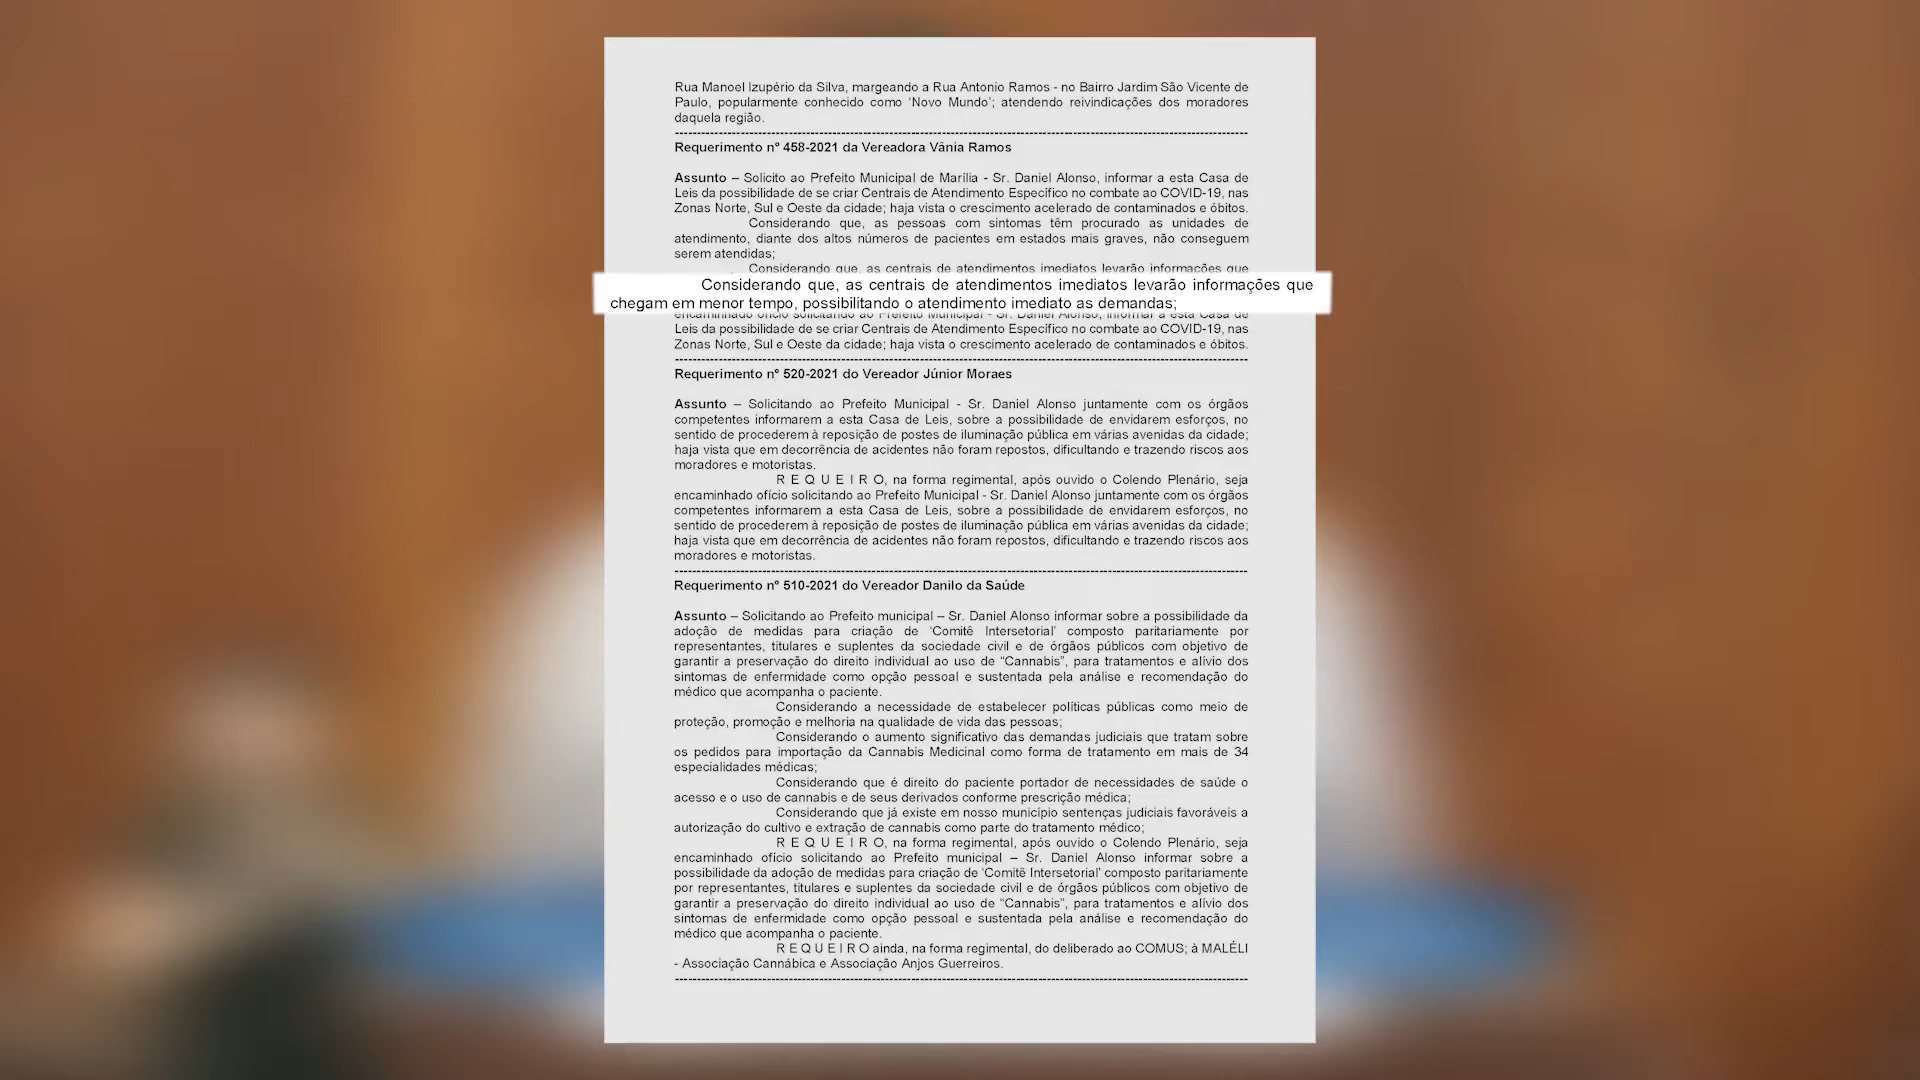 Rua Manoel Izupério da Silva, margeando a Rua Antonio Ramos - no Bairro Jardim São Vicente de
Paulo, popularmente conhecido como ‘Novo Mundo’; atendendo reivindicações dos moradores
daquela região.
Requerimento nº 458-2021 da Vereadora Vânia Ramos
Assunto – Solicito ao Prefeito Municipal de Marília - Sr. Daniel Alonso, informar a esta Casa de
Leis da possibilidade de se criar Centrais de Atendimento Específico no combate ao COVID-19, nas
Zonas Norte, Sul e Oeste da cidade; haja vista o crescimento acelerado de contaminados e óbitos.
Considerando que, as pessoas com sintomas têm procurado as unidades de
atendimento, diante dos altos números de pacientes em estados mais graves, não conseguem
serem atendidas;
Considerando que, as centrais de atendimentos imediatos levarão informações que
Considerando que, as centrais de atendimentos imediatos levarão informações que
chegam em menor tempo, possibilitando o atendimento imediato as demandas;
encaminhado ofício solicitando ao Prefeito Municipal - Sr. Daniel Alonso, informar a esta Casa de
Leis da possibilidade de se criar Centrais de Atendimento Específico no combate ao COVID-19, nas
Zonas Norte, Sul e Oeste da cidade; haja vista o crescimento acelerado de contaminados e óbitos.
Requerimento nº 520-2021 do Vereador Júnior Moraes
Assunto – Solicitando ao Prefeito Municipal - Sr. Daniel Alonso juntamente com os órgãos
competentes informarem a esta Casa de Leis, sobre a possibilidade de envidarem esforços, no
sentido de procederem à reposição de postes de iluminação pública em várias avenidas da cidade;
haja vista que em decorrência de acidentes não foram repostos, dificultando e trazendo riscos aos
moradores e motoristas.
R E Q U E I R O, na forma regimental, após ouvido o Colendo Plenário, seja
encaminhado ofício solicitando ao Prefeito Municipal - Sr. Daniel Alonso juntamente com os órgãos
competentes informarem a esta Casa de Leis, sobre a possibilidade de envidarem esforços, no
sentido de procederem à reposição de postes de iluminação pública em várias avenidas da cidade;
haja vista que em decorrência de acidentes não foram repostos, dificultando e trazendo riscos aos
moradores e motoristas.
Requerimento nº 510-2021 do Vereador Danilo da Saúde
Assunto – Solicitando ao Prefeito municipal – Sr. Daniel Alonso informar sobre a possibilidade da
adoção de medidas para criação de ‘Comitê Intersetorial’ composto paritariamente por
representantes, titulares e suplentes da sociedade civil e de órgãos públicos com objetivo de
garantir a preservação do direito individual ao uso de “Cannabis”, para tratamentos e alívio dos
sintomas de enfermidade como opção pessoal e sustentada pela análise e recomendação do
médico que acompanha o paciente.
Considerando a necessidade de estabelecer políticas públicas como meio de
proteção, promoção e melhoria na qualidade de vida das pessoas;
Considerando o aumento significativo das demandas judiciais que tratam sobre
os pedidos para importação da Cannabis Medicinal como forma de tratamento em mais de 34
especialidades médicas;
Considerando que é direito do paciente portador de necessidades de saúde o
acesso e o uso de cannabis e de seus derivados conforme prescrição médica;
Considerando que já existe em nosso município sentenças judiciais favoráveis a
autorização do cultivo e extração de cannabis como parte do tratamento médico;
R E Q U E I R O, na forma regimental, após ouvido o Colendo Plenário, seja
encaminhado ofício solicitando ao Prefeito municipal – Sr. Daniel Alonso informar sobre a
possibilidade da adoção de medidas para criação de ‘Comitê Intersetorial’ composto paritariamente
por representantes, titulares e suplentes da sociedade civil e de órgãos públicos com objetivo de
garantir a preservação do direito individual ao uso de “Cannabis”, para tratamentos e alívio dos
sintomas de enfermidade como opção pessoal e sustentada pela análise e recomendação do
médico que acompanha o paciente.
R E Q U E I R O ainda, na forma regimental, do deliberado ao COMUS; à MALÉLI
- Associação Cannábica e Associação Anjos Guerreiros.